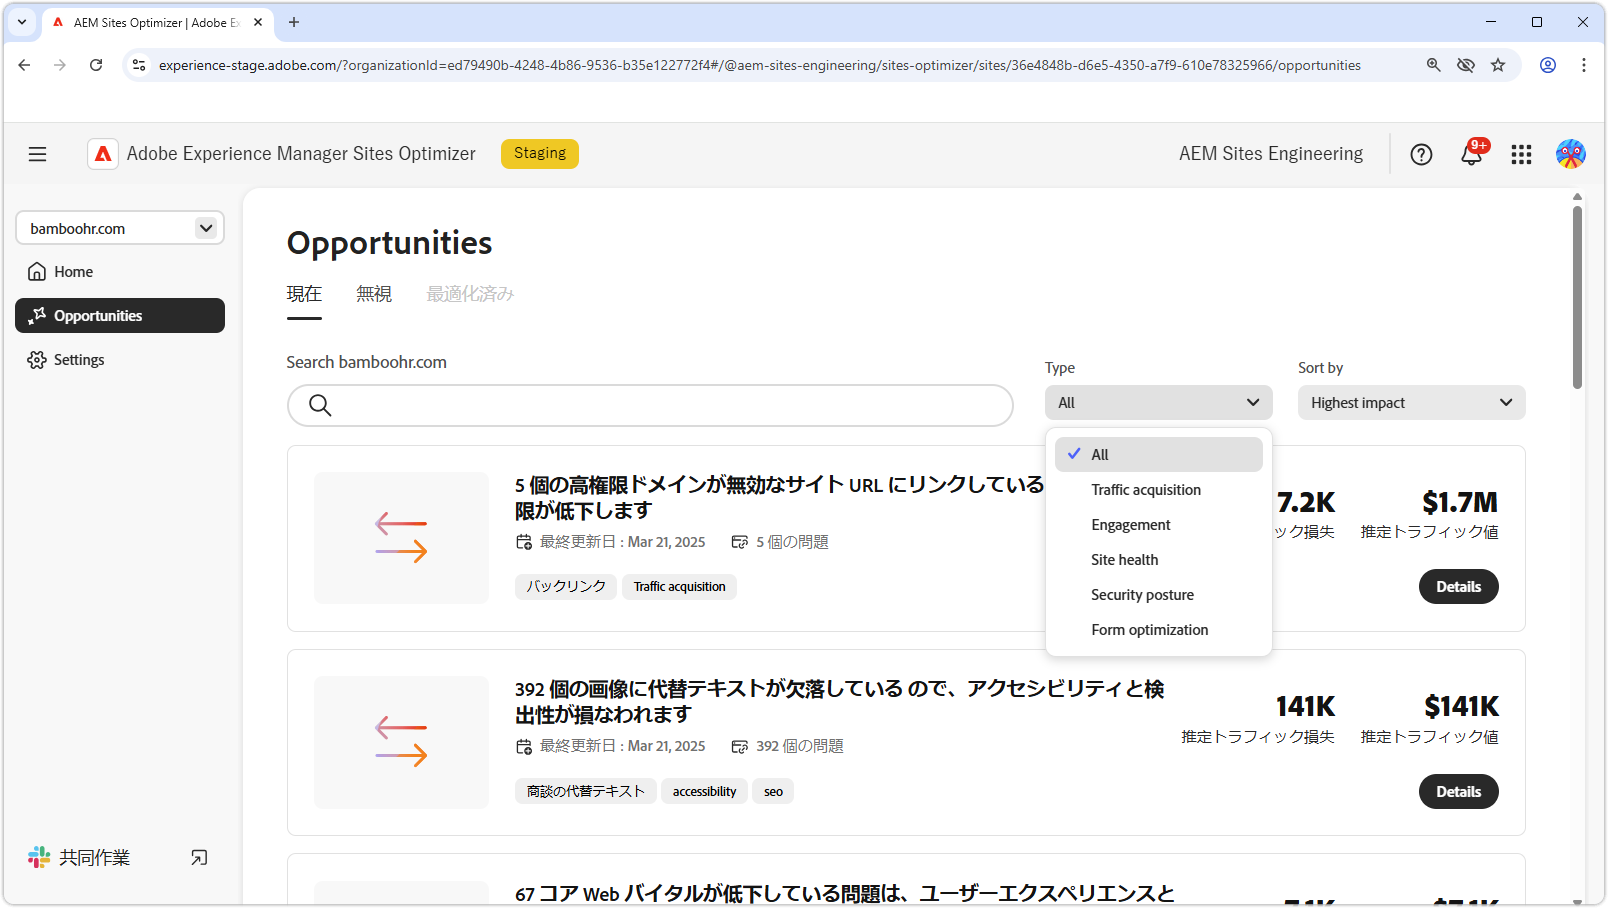 AEM Sites Optimizer | Adobe Ex
experience-stage.adobe.com/?organizationId=ed79490b-4248-4b86-9536-b35e122772f4#/@aem-sites-engineering/sites-optimizer/sites/36e4848b-d6e5-4350-a7f9-610e78325966/opportunities
Adobe Experience Manager Sites Optimizer
Staging
AEM Sites Engineering
9+
bamboohr.com
Home
Opportunities
Settings
共同作業
Opportunities
現在
無視
最適化済み
Search bamboohr.com
Type
All
Sort by
Highest impact
All
Traffic acquisition
Engagement
Site health
Security posture
Form optimization
5 個の高権限ドメインが無効なサイト URL にリンクしている
限が低下します
最終更新日 : Mar 21, 2025
5 個の問題
バックリンク
Traffic acquisition
7.2K
ック損失
$1.7M
推定トラフィック値
Details
392 個の画像に代替テキストが欠落している ので、アクセシビリティと検
出性が損なわれます
最終更新日 : Mar 21, 2025
392 個の問題
商談の代替テキスト
accessibility
seo
141K
推定トラフィック損失
$141K
推定トラフィック値
Details
67 コア Web バイタルが低下している問題は、ユーザーエクスペリエンスと